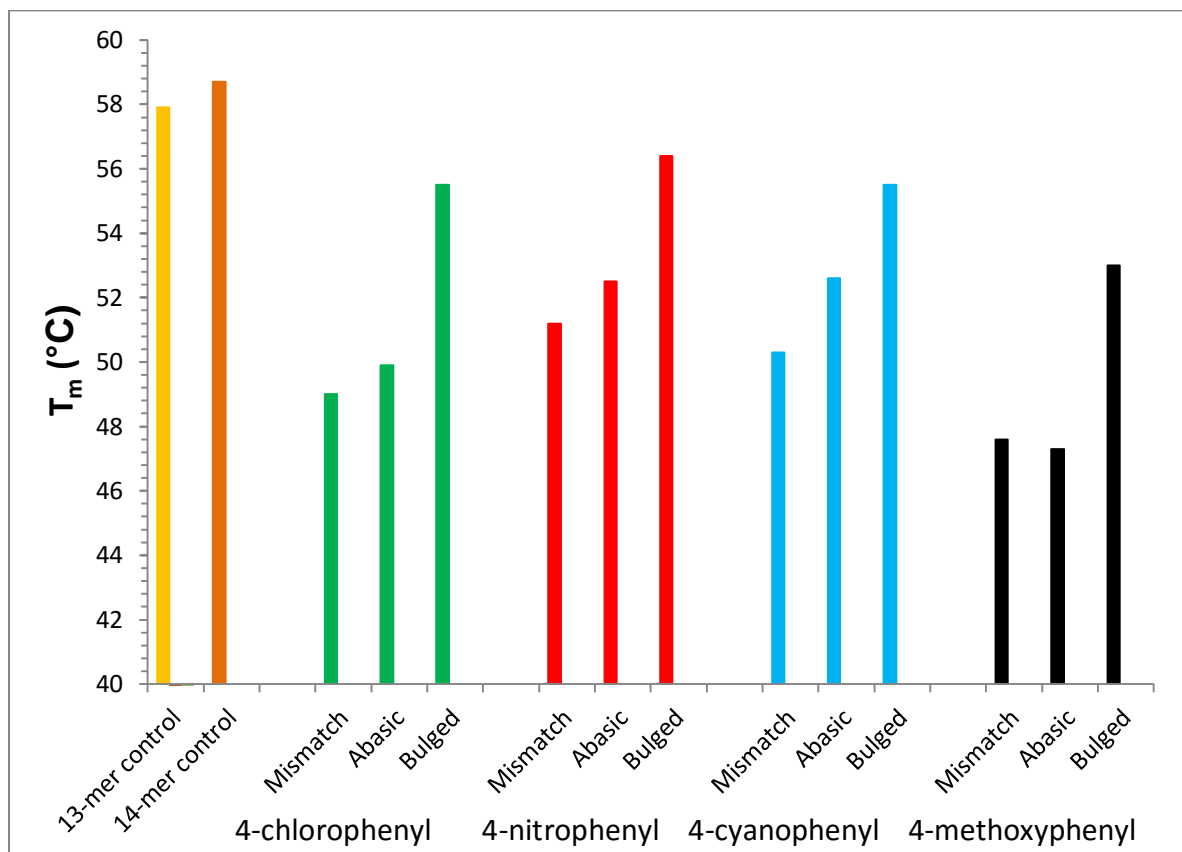 60
58
56
54
52
50
48
46
44
42
40
Tm (°C)
13-mer control
14-mer control
Mismatch
Abasic
Bulged
Mismatch
Abasic
Bulged
Mismatch
Abasic
Bulged
Mismatch
Abasic
Bulged
4-chlorophenyl 4-nitrophenyl 4-cyanophenyl 4-methoxyphenyl